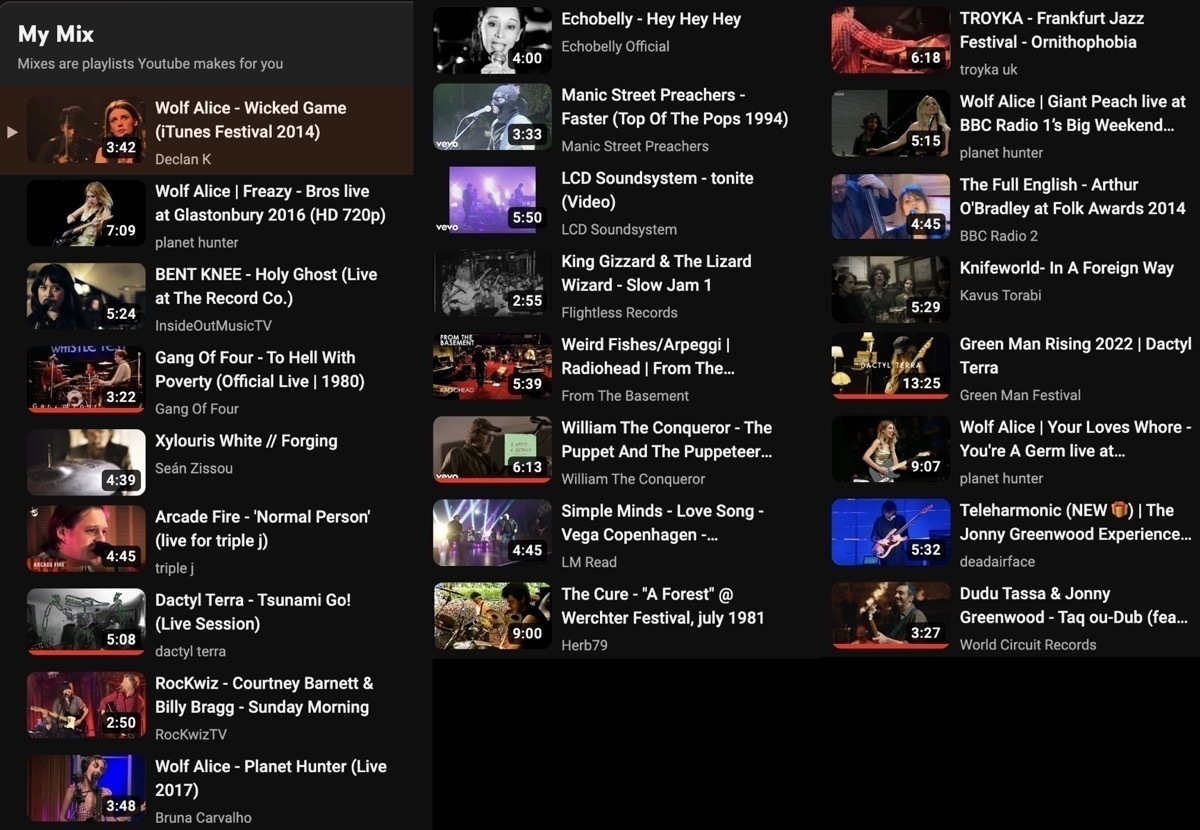 My Mix
Mixes are playlists Youtube makes for you
3:42
Wolf Alice - Wicked Game
(iTunes Festival 2014)
Declan K
7:09
Wolf Alice | Freazy - Bros live
at Glastonbury 2016 (HD 720p)
planet hunter
5:24
BENT KNEE - Holy Ghost (Live
at The Record Co.)
InsideOutMusicTV
3:22
Gang Of Four - To Hell With
Poverty (Official Live | 1980)
Gang Of Four
4:39
Xylouris White // Forging
Seán Zissou
ARCADE FIRE
4:45
Arcade Fire - 'Normal Person'
(live for triple j)
triple j
5:08
Dactyl Terra - Tsunami Go!
(Live Session)
dactyl terra
2:50
RocKwiz - Courtney Barnett &
Billy Bragg - Sunday Morning
RocKwizTV
3:48
Wolf Alice - Planet Hunter (Live
2017)
Bruna Carvalho
4:00
Echobelly - Hey Hey Hey
Echobelly Official
vevo
3:33
Manic Street Preachers -
Faster (Top Of The Pops 1994)
Manic Street Preachers
vevo
5:50
LCD Soundsystem - tonite
(Video)
LCD Soundsystem
2:55
King Gizzard & The Lizard
Wizard - Slow Jam 1
Flightless Records
FROM THE
BASEMENT
RADIOHEAD
5:39
Weird Fishes/Arpeggi |
Radiohead | From The...
From The Basement
vevo
6:13
William The Conqueror - The
Puppet And The Puppeteer...
William The Conqueror
4:45
Simple Minds - Love Song -
Vega Copenhagen -...
LM Read
9:00
The Cure - "A Forest" @
Werchter Festival, july 1981
Herb79
6:18
TROYKA - Frankfurt Jazz
Festival - Ornithophobia
troyka uk
5:15
Wolf Alice | Giant Peach live at
BBC Radio 1’s Big Weekend...
planet hunter
4:45
The Full English - Arthur
O'Bradley at Folk Awards 2014
BBC Radio 2
5:29
Knifeworld- In A Foreign Way
Kavus Torabi
DACTYL TERRA
13:25
Green Man Rising 2022 | Dactyl
Terra
Green Man Festival
9:07
Wolf Alice | Your Loves Whore -
You're A Germ live at...
planet hunter
5:32
Teleharmonic (NEW 🎁) | The
Jonny Greenwood Experience...
deadairface
3:27
Dudu Tassa & Jonny
Greenwood - Taq ou-Dub (fea...
World Circuit Records